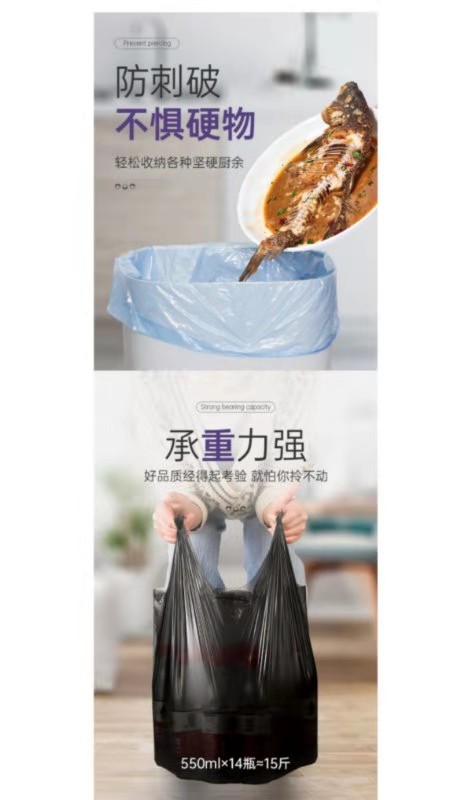 Prevent piercing
防刺破
不惧硬物
轻松收纳各种坚硬厨余
Strong bearing capacity
承重力强
好品质经得起考验 就怕你拎不动
550ml×14瓶≈15斤